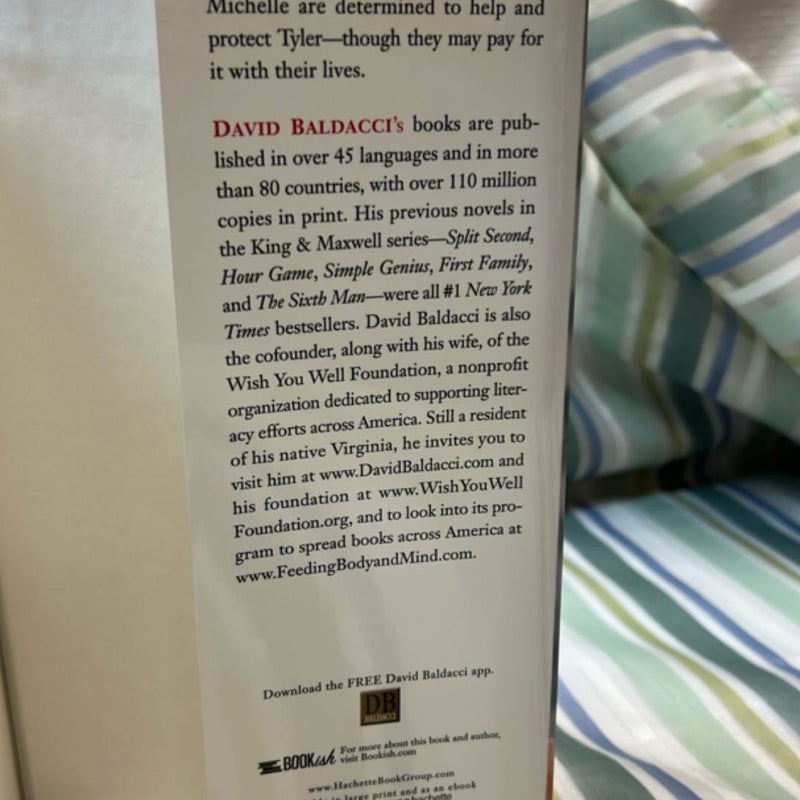 Michelle are determined to help and
protect Tyler—though they may pay for
it with their lives.
DAVID BALDACCI's books are pub-
lished in over 45 languages and in more
than 80 countries, with over 110 million
copies in print. His previous novels in
the King & Maxwell series—Split Second,
Hour Game, Simple Genius, First Family,
and The Sixth Man—were all #1 New York
Times bestsellers. David Baldacci is also
the cofounder, along with his wife, of the
Wish You Well Foundation, a nonprofit
organization dedicated to supporting liter-
acy efforts across America. Still a resident
of his native Virginia, he invites you to
visit him at www.DavidBaldacci.com and
his foundation at www.WishYouWell
Foundation.org, and to look into its pro-
gram to spread books across America at
www.FeedingBodyandMind.com.
Download the FREE David Baldacci app.
DB
BALDACCI
BOOKish For more about this book and author,
visit Bookish.com
www.HachetteBookGroup.com
in large print and as an ebook
hachette